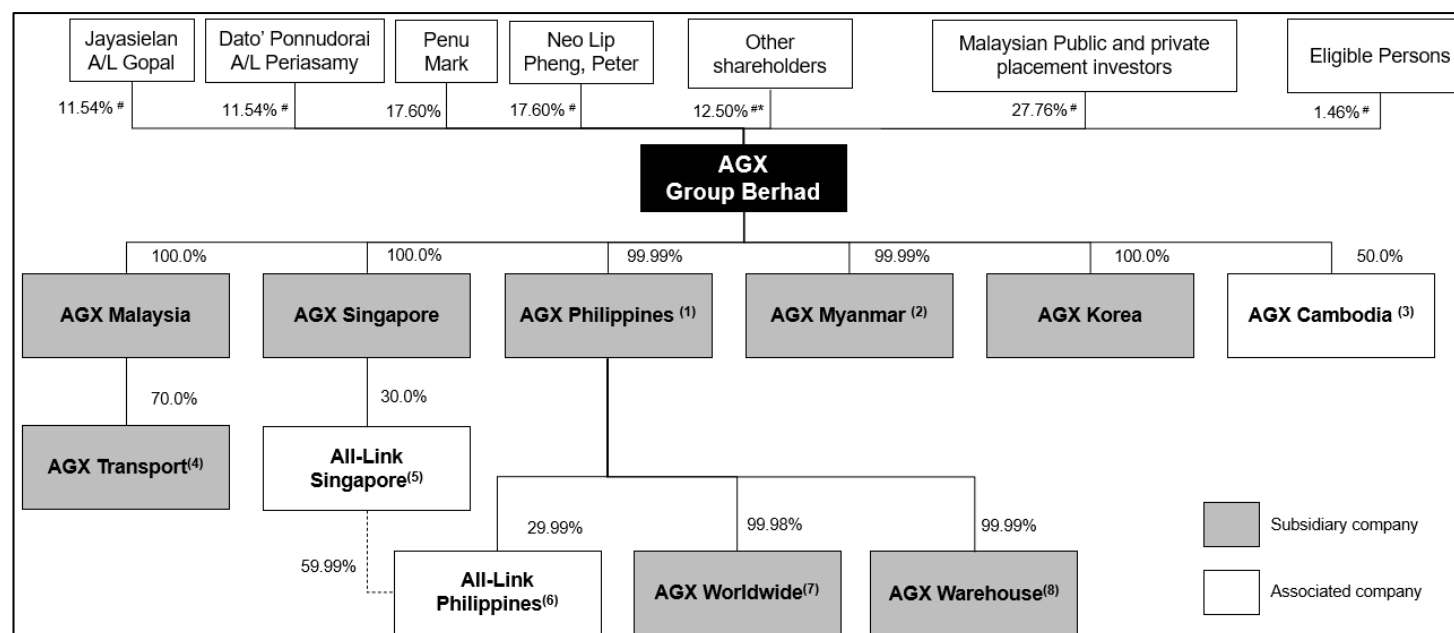 Jayasielan
A/L Gopal
Dato’ Ponnudorai
A/L Periasamy
Penu
Mark
Neo Lip
Pheng, Peter
Other
shareholders
Malaysian Public and private
placement investors
Eligible Persons
11.54% #
11.54% #
17.60%
17.60% #
12.50% #*
27.76% #
1.46% #
AGX
Group Berhad
100.0%
100.0%
99.99%
99.99%
100.0%
50.0%
AGX Malaysia
AGX Singapore
AGX Philippines (1)
AGX Myanmar (2)
AGX Korea
AGX Cambodia (3)
70.0%
30.0%
AGX Transport(4)
All-Link
Singapore(5)
59.99%
29.99%
99.98%
99.99%
All-Link
Philippines(6)
AGX Worldwide(7)
AGX Warehouse(8)
Subsidiary company
Associated company